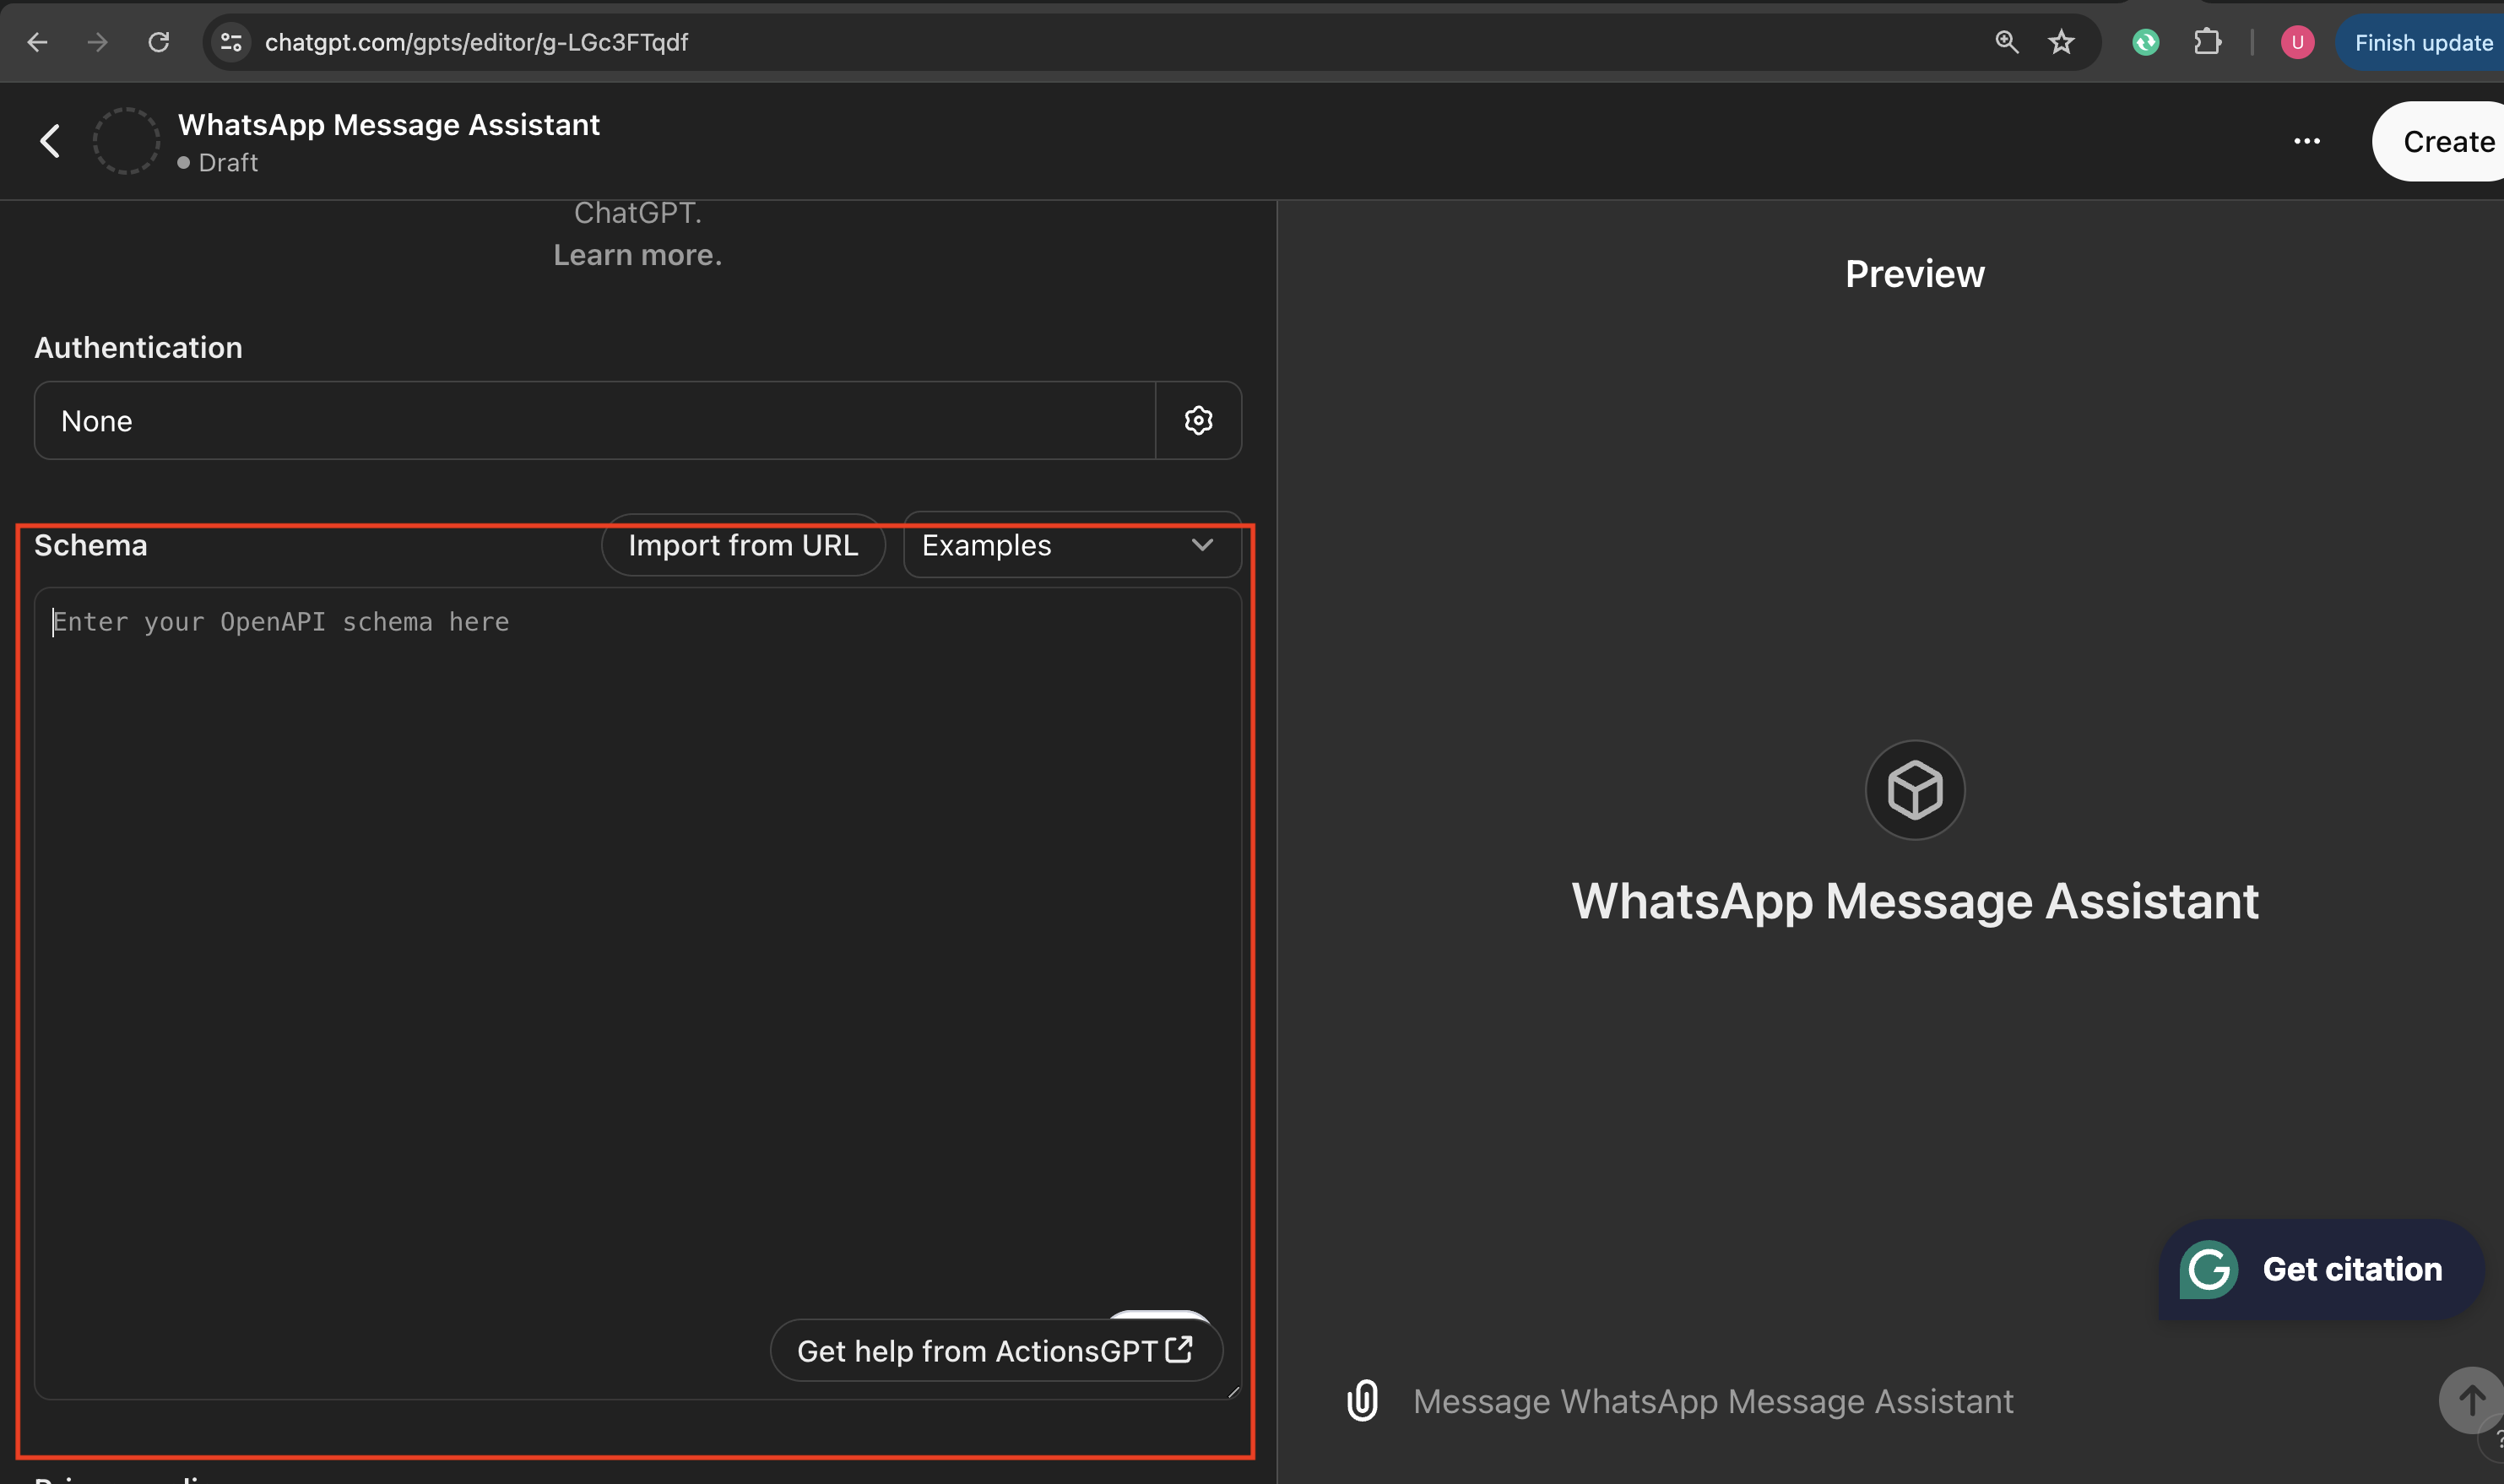 chatgpt.com/gpts/editor/g-LGc3FTqdf
U
Finish update
WhatsApp Message Assistant
Draft
Create
ChatGPT.
Learn more.
Authentication
None
Schema
Import from URL
Examples
Enter your OpenAPI schema here
Get help from ActionsGPT
Preview
WhatsApp Message Assistant
G Get citation
Message WhatsApp Message Assistant
?